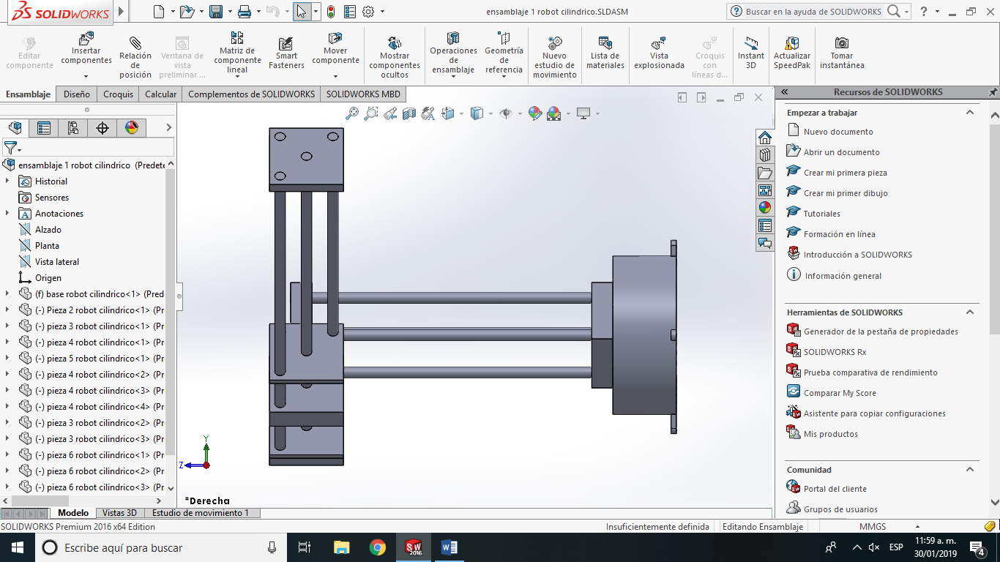 SOLIDWORKS
ensamblaje 1 robot cilindrico.SLDASM
Buscar en la ayuda de SOLIDWORKS
Editar
componente
Insertar
componentes
Relación
de
posición
Ventana de
vista
preliminar ...
Matriz de
componente
lineal
Smart
Fasteners
Mover
componente
Mostrar
componentes
ocultos
Operaciones
de
ensamblaje
Geometría
de
referencia
Nuevo
estudio de
movimiento
Lista de
materiales
Vista
explosionada
Croquis
con
líneas d...
Instant
3D
Actualizar
SpeedPak
Tomar
instantánea
Ensamblaje
Diseño
Croquis
Calcular
Complementos de SOLIDWORKS
SOLIDWORKS MBD
ensamblaje 1 robot cilindrico (Predete
Historial
Sensores
Anotaciones
Alzado
Planta
Vista lateral
Origen
(f) base robot cilindrico<1> (Pred
(-) Pieza 2 robot cilindrico<1> (Pr
(-) pieza 3 robot cilindrico<1> (Pr
(-) pieza 4 robot cilindrico<1> (Pr
(-) pieza 5 robot cilindrico<1> (Pr
(-) pieza 4 robot cilindrico<2> (Pr
(-) pieza 4 robot cilindrico<3> (Pr
(-) pieza 4 robot cilindrico<4> (Pr
(-) pieza 3 robot cilindrico<2> (Pr
(-) pieza 3 robot cilindrico<3> (Pr
(-) pieza 6 robot cilindrico<1> (Pr
(-) pieza 6 robot cilindrico<2> (Pr
(-) pieza 6 robot cilindrico<3> (Pr
Y
Z
*Derecha
Recursos de SOLIDWORKS
Empezar a trabajar
Nuevo documento
Abrir un documento
Crear mi primera pieza
Crear mi primer dibujo
Tutoriales
Formación en línea
Introducción a SOLIDWORKS
Información general
Herramientas de SOLIDWORKS
Generador de la pestaña de propiedades
SOLIDWORKS Rx
Prueba comparativa de rendimiento
Comparar My Score
Asistente para copiar configuraciones
Mis productos
Comunidad
Portal del cliente
Grupos de usuarios
Modelo
Vistas 3D
Estudio de movimiento 1
SOLIDWORKS Premium 2016 x64 Edition
Insuficientemente definida
Editando Ensamblaje
MMGS
Escribe aquí para buscar
SW
2016
ESP
11:59 a. m.
30/01/2019
4